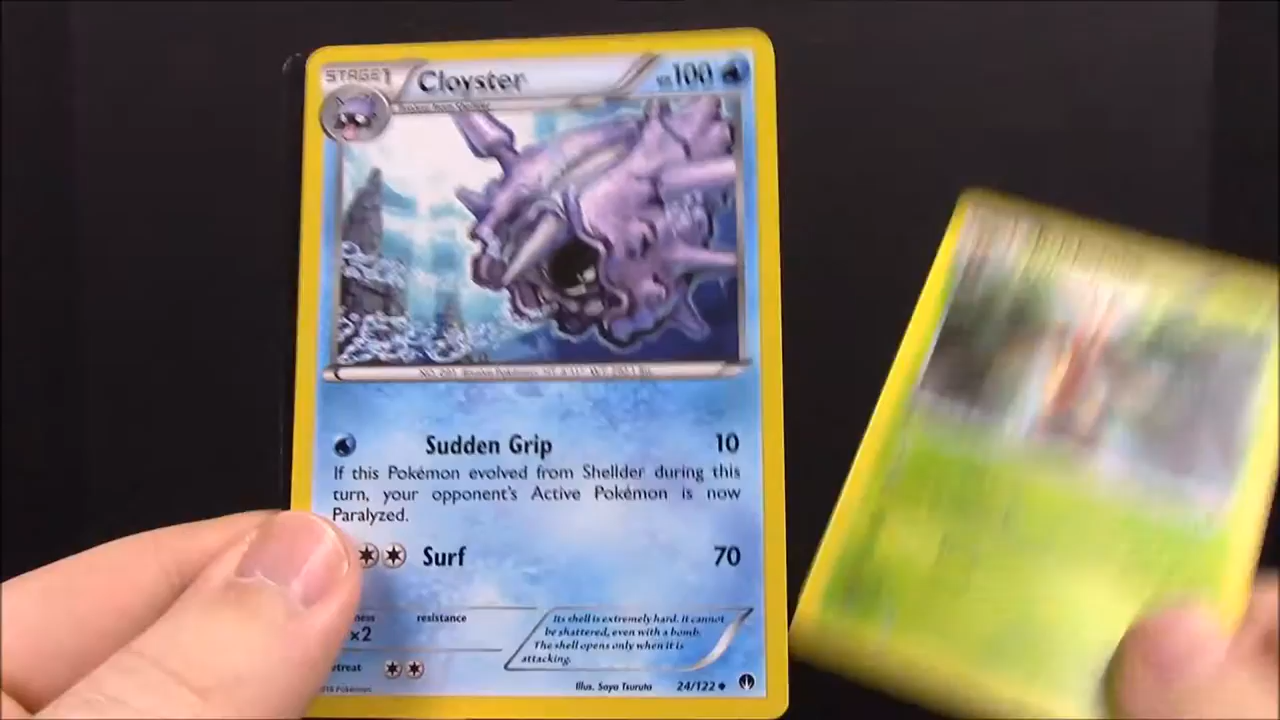 STAGE1
Cloyster
HP100
Sudden Grip 10
If this Pokémon evolved from Shellder during this
turn, your opponent's Active Pokémon is now
Paralyzed.
Surf 70
resistance
×2
Its shell is extremely hard. It cannot
be shattered, even with a bomb.
The shell opens only when it is
attacking.
etreat
Illus. Saya Tsuruta
24/122